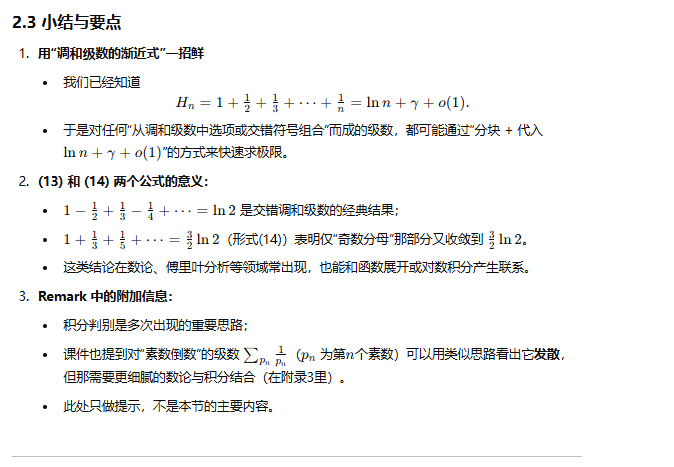 2.3 小结与要点
1. 用“调和级数的渐近式”一招鲜
• 我们已经知道
H_n = 1 + 1/2 + 1/3 + ⋯ + 1/n = ln n + γ + o(1).
• 于是对任何“从调和级数中选项或交错符号组合”而成的级数，都可能通过“分块 + 代入
ln n + γ + o(1)”的方式来快速求极限。
2. (13) 和 (14) 两个公式的意义：
• 1 − 1/2 + 1/3 − 1/4 + ⋯ = ln 2 是交错调和级数的经典结果；
• 1 + 1/3 + 1/5 + ⋯ = 3/2 ln 2（形式(14)）表明仅“奇数分母”那部分又收敛到 3/2 ln 2。
• 这类结论在数论、傅里叶分析等领域常出现，也能和函数展开或对数积分产生联系。
3. Remark 中的附加信息：
• 积分判别是多次出现的重要思路；
• 课件也提到对“素数倒数”的级数 ∑_{p_n} 1/p_n（p_n 为第n个素数）可以用类似思路看出它发散，
但那需要更细腻的数论与积分结合（在附录3里）。
• 此处只做提示，不是本节的主要内容。